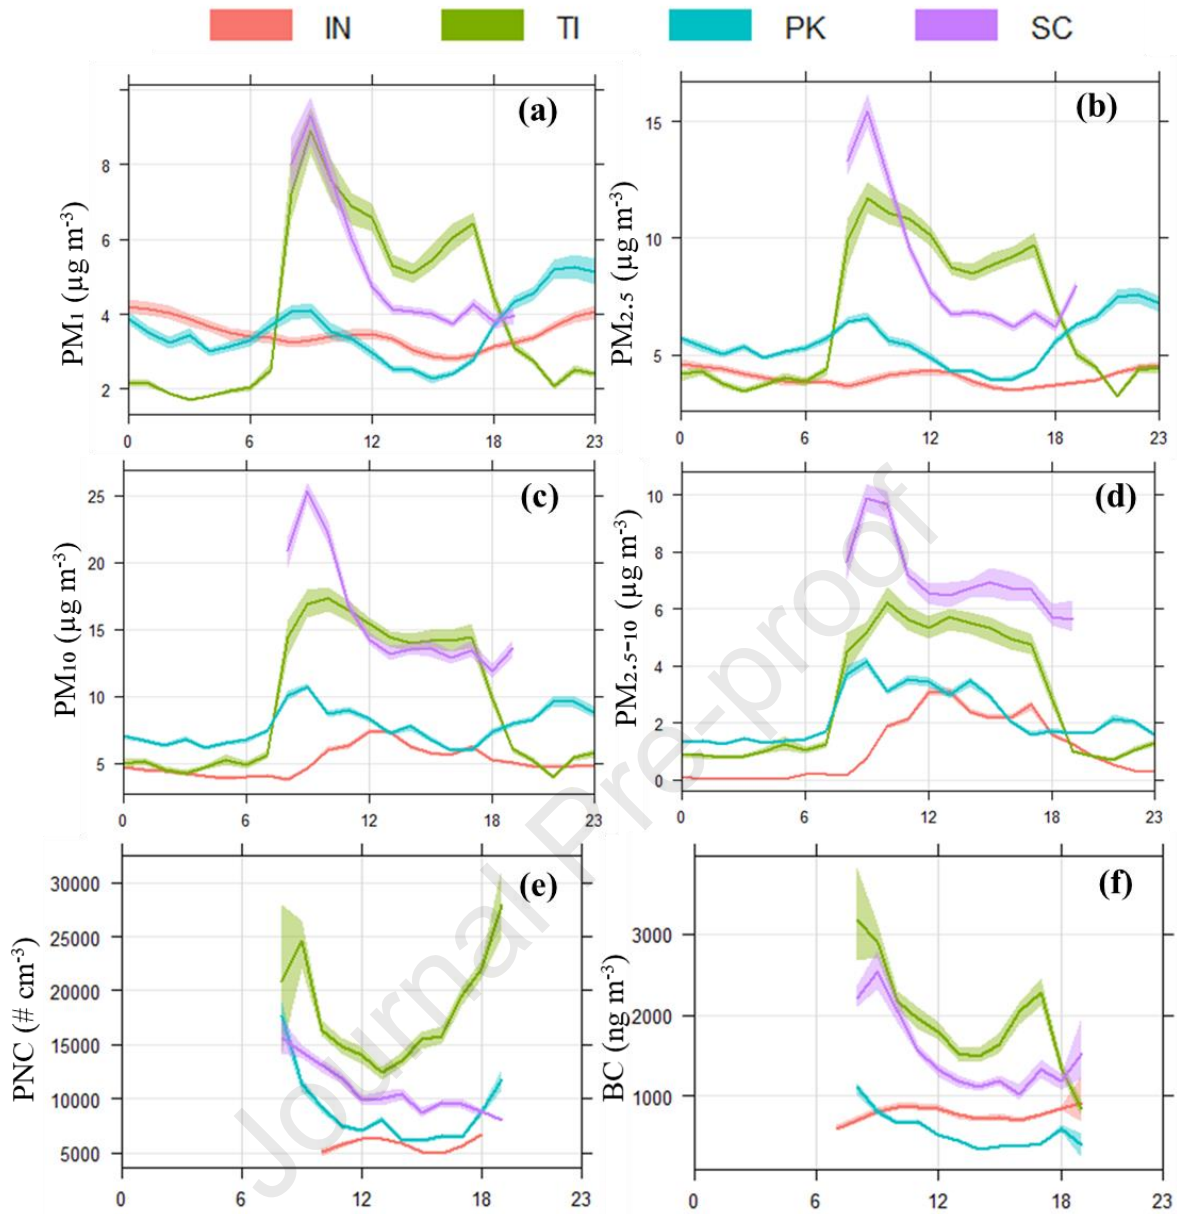 IN TI PK SC
(a)
PM1 (µg m-3)
8
6
4
2
0 6 12 18 23
(b)
PM2.5 (µg m-3)
15
10
5
0 6 12 18 23
(c)
PM10 (µg m-3)
25
20
15
10
5
0 6 12 18 23
(d)
PM2.5-10 (µg m-3)
10
8
6
4
2
0
0 6 12 18 23
(e)
PNC (# cm-3)
30000
25000
20000
15000
10000
5000
0 6 12 18 23
(f)
BC (ng m-3)
3000
2000
1000
0 6 12 18 23
Journal Pre-proof